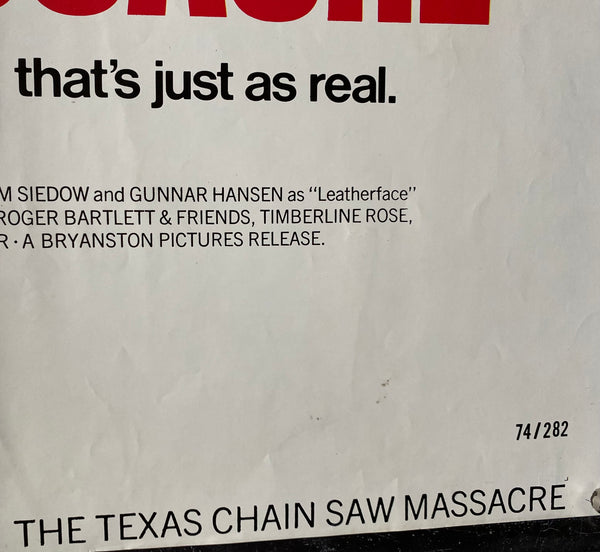 that's just as real.
M SIEDOW and GUNNAR HANSEN as "Leatherface"
ROGER BARTLETT & FRIENDS, TIMBERLINE ROSE,
R · A BRYANSTON PICTURES RELEASE.
74/282
THE TEXAS CHAIN SAW MASSACRE